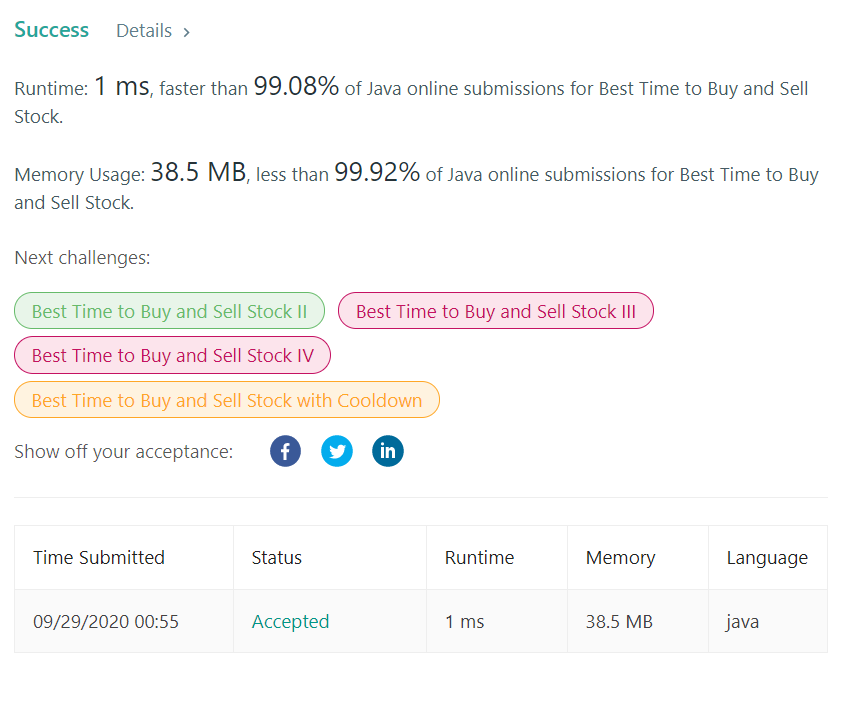 Success Details >
Runtime: 1 ms, faster than 99.08% of Java online submissions for Best Time to Buy and Sell
Stock.
Memory Usage: 38.5 MB, less than 99.92% of Java online submissions for Best Time to Buy
and Sell Stock.
Next challenges:
Best Time to Buy and Sell Stock II Best Time to Buy and Sell Stock III
Best Time to Buy and Sell Stock IV
Best Time to Buy and Sell Stock with Cooldown
Show off your acceptance: f in
Time Submitted Status Runtime Memory Language
09/29/2020 00:55 Accepted 1 ms 38.5 MB java